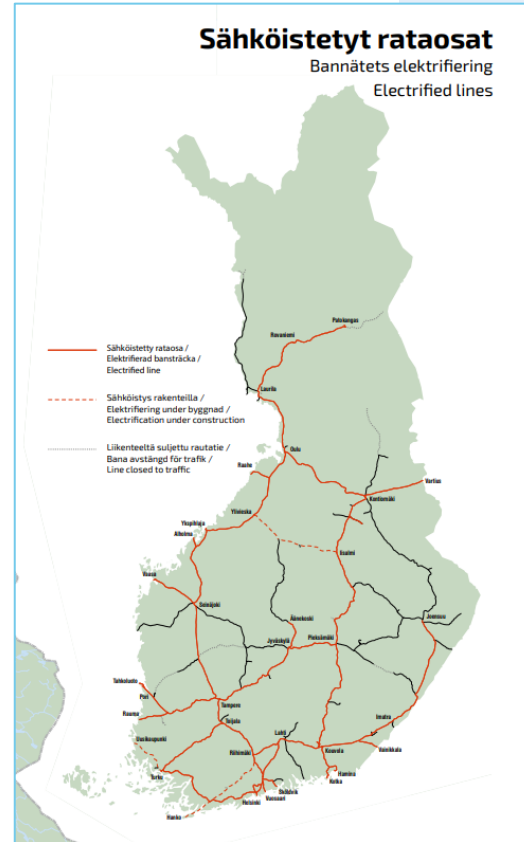 Sähköistetyt rataosat
Bannätets elektrifiering
Electrified lines
Patokangas
Rovaniemi
Sähköistetty rataosa /
Elektrifierad bansträcka /
Electrified line
Laurila
Sähköistys rakenteilla /
Elektrifiering under byggnad /
Electrification under construction
Liikenteeltä suljettu rautatie /
Bana avstängd för trafik /
Line closed to traffic
Oulu
Raahe
Vartius
Kontiomäki
Ylivieska
Ykspihlaja
Alholma
Iisalmi
Vaasa
Seinäjoki
Äänekoski
Joensuu
Jyväskylä
Pieksämäki
Tahkoluoto
Pori
Tampere
Rauma
Imatra
Toijala
Uusikaupunki
Lahti
Riihimäki
Kouvola
Vainikkala
Turku
Hamina
Kotka
Sköldvik
Vuosaari
Helsinki
Hanko